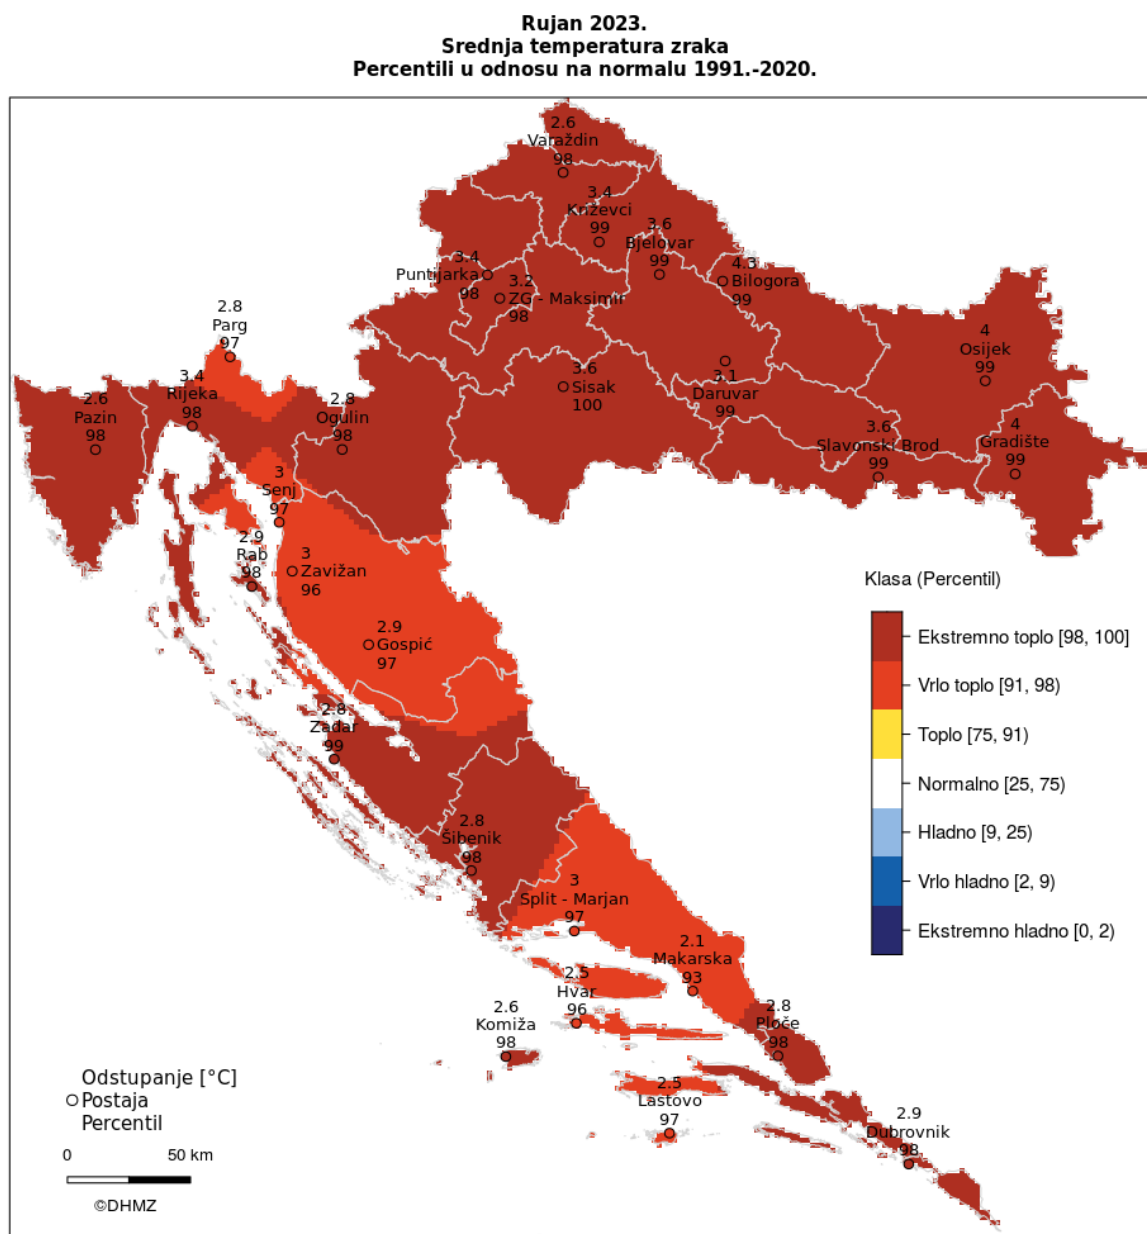 Rujan 2023.
Srednja temperatura zraka
Percentili u odnosu na normalu 1991.-2020.
2.6
Varaždin
98
3.4
Križevci
99
3.6
Bjelovar
99
3.4
Puntijarka
98
3.2
ZG - Maksimir
98
4.3
Bilogora
99
2.8
Parg
97
4
Osijek
99
3.4
Rijeka
98
2.6
Pazin
98
2.8
Ogulin
98
3.6
Sisak
100
3.1
Daruvar
99
3.6
Slavonski Brod
99
4
Gradište
99
3
Senj
97
2.9
Rab
98
3
Zavižan
96
2.9
Gospić
97
2.8
Zadar
99
2.8
Šibenik
98
3
Split - Marjan
97
2.1
Makarska
93
2.5
Hvar
96
2.6
Komiža
98
2.8
Ploče
98
2.5
Lastovo
97
2.9
Dubrovnik
98
Klasa (Percentil)
Ekstremno toplo [98, 100]
Vrlo toplo [91, 98)
Toplo [75, 91)
Normalno [25, 75)
Hladno [9, 25)
Vrlo hladno [2, 9)
Ekstremno hladno [0, 2)
Odstupanje [°C]
Postaja
Percentil
0 50 km
©DHMZ